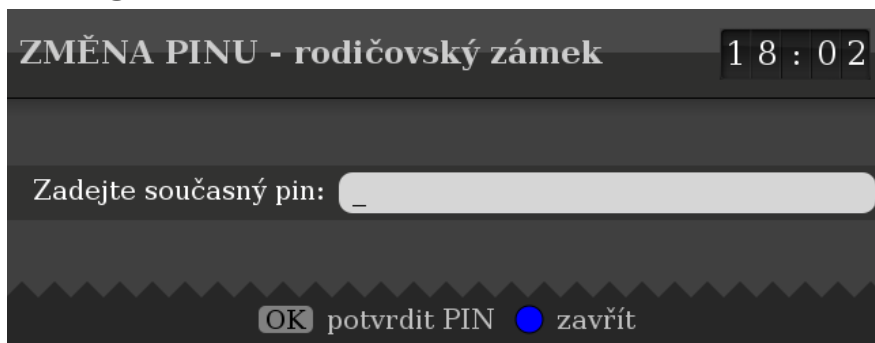 ZMĚNA PINU - rodičovský zámek 18:02
Zadejte současný pin: _
OK potvrdit PIN zavřít